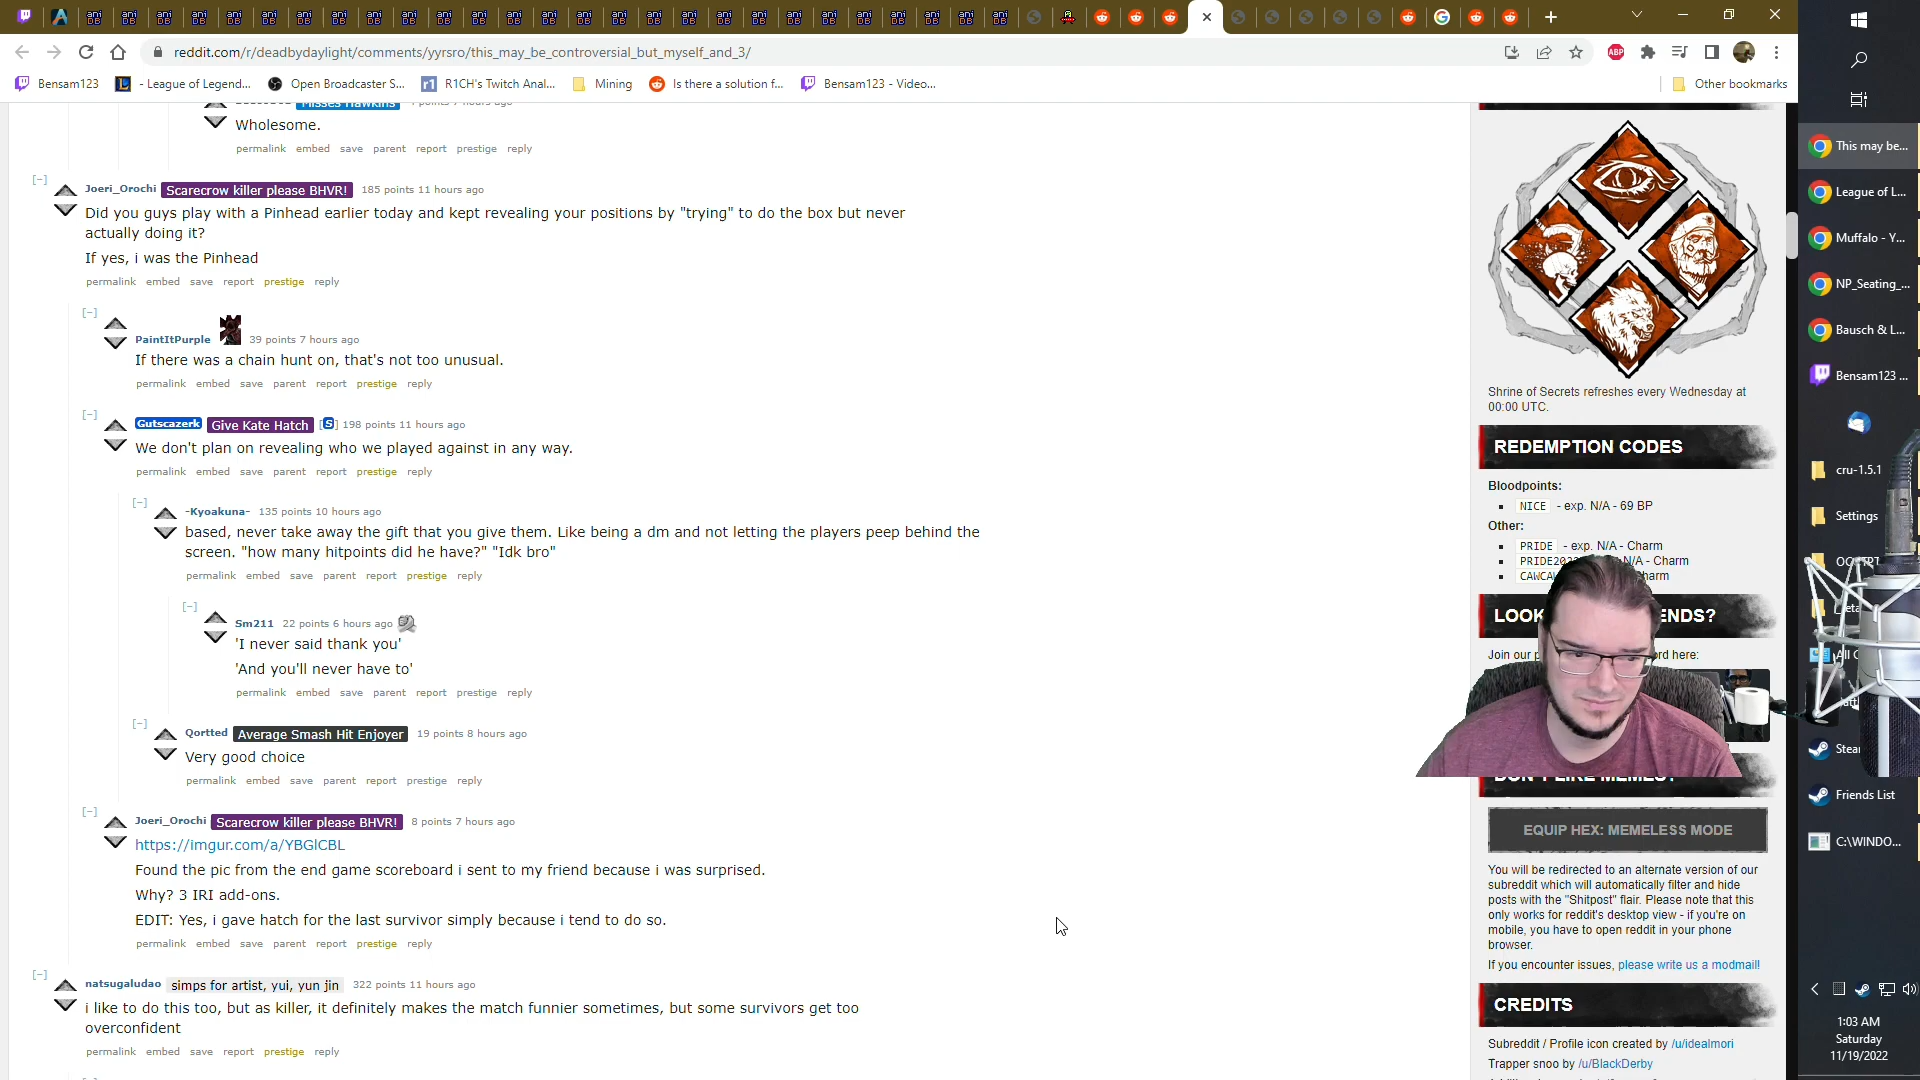 reddit.com/r/deadbydaylight/comments/yyrsro/this_may_be_controversial_but_myself_and_3/
Bensam123
- League of Legend...
Open Broadcaster S...
R1CH's Twitch Anal...
Mining
Is there a solution f...
Bensam123 - Video...
Other bookmarks
Misses Hawkins
Wholesome.
permalink embed save parent report prestige reply
[-]
Joeri_Orochi Scarecrow killer please BHVR! 185 points 11 hours ago
Did you guys play with a Pinhead earlier today and kept revealing your positions by "trying" to do the box but never
actually doing it?
If yes, i was the Pinhead
permalink embed save report prestige reply
[-]
PaintItPurple 39 points 7 hours ago
If there was a chain hunt on, that's not too unusual.
permalink embed save parent report prestige reply
[-]
Gutscazerk Give Kate Hatch [S] 198 points 11 hours ago
We don't plan on revealing who we played against in any way.
permalink embed save parent report prestige reply
[-]
-Kyoakuna- 135 points 10 hours ago
based, never take away the gift that you give them. Like being a dm and not letting the players peep behind the
screen. "how many hitpoints did he have?" "Idk bro"
permalink embed save parent report prestige reply
[-]
Sm211 22 points 6 hours ago
'I never said thank you'
'And you'll never have to'
permalink embed save parent report prestige reply
[-]
Qortted Average Smash Hit Enjoyer 19 points 8 hours ago
Very good choice
permalink embed save parent report prestige reply
[-]
Joeri_Orochi Scarecrow killer please BHVR! 8 points 7 hours ago
https://imgur.com/a/YBGlCBL
Found the pic from the end game scoreboard i sent to my friend because i was surprised.
Why? 3 IRI add-ons.
EDIT: Yes, i gave hatch for the last survivor simply because i tend to do so.
permalink embed save parent report prestige reply
[-]
natsugaludao simps for artist, yui, yun jin 322 points 11 hours ago
i like to do this too, but as killer, it definitely makes the match funnier sometimes, but some survivors get too
overconfident
permalink embed save report prestige reply
Shrine of Secrets refreshes every Wednesday at
00:00 UTC.
REDEMPTION CODES
Bloodpoints:
NICE - exp. N/A - 69 BP
Other:
PRIDE - exp. N/A - Charm
PRIDE202 N/A - Charm
CAWCAW Charm
LOOK ENDS?
Join our ord here:
DON'T LIKE MEMES?
EQUIP HEX: MEMELESS MODE
You will be redirected to an alternate version of our
subreddit which will automatically filter and hide
posts with the "Shitpost" flair. Please note that this
only works for reddit's desktop view - if you're on
mobile, you have to open reddit in your phone
browser.
If you encounter issues, please write us a modmail!
CREDITS
Subreddit / Profile icon created by /u/idealmori
Trapper snoo by /u/BlackDerby
This may be...
League of L...
Muffalo - Y...
NP_Seating_...
Bausch & L...
Bensam123 ...
cru-1.5.1
Settings
Stea
Friends List
C:\WINDO...
1:03 AM
Saturday
11/19/2022